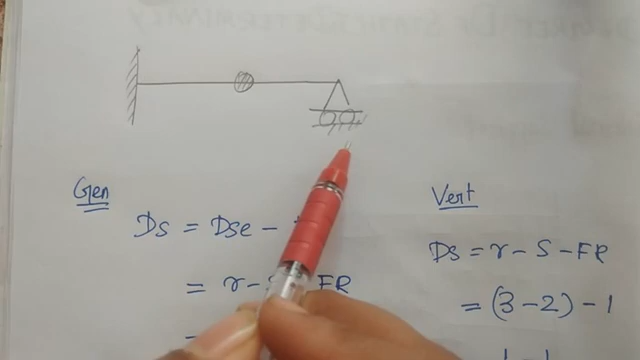 Gen
Ds = Dse -
= r - S FR
=
Vert
Ds = r - S - FR
= (3 - 2) - 1